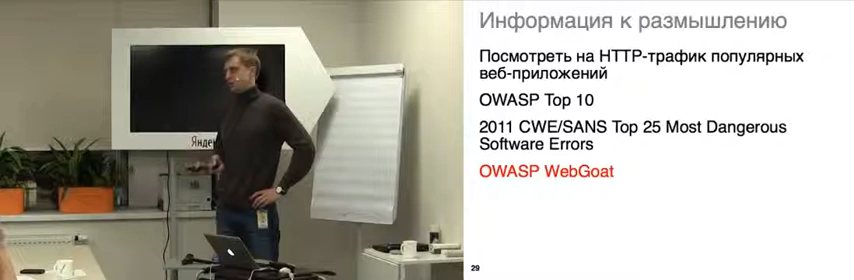 Информация к размышлению
Посмотреть на HTTP-трафик популярных
веб-приложений
OWASP Top 10
2011 CWE/SANS Top 25 Most Dangerous
Software Errors
OWASP WebGoat
29